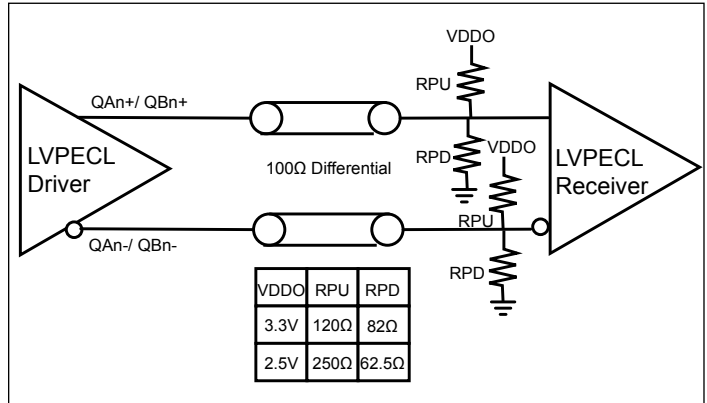 VDDO
RPU
QAn+/ QBn+
RPD
VDDO
LVPECL
Driver
100Ω Differential
LVPECL
Receiver
RPU
QAn-/ QBn-
RPD
VDDO RPU RPD
3.3V 120Ω 82Ω
2.5V 250Ω 62.5Ω